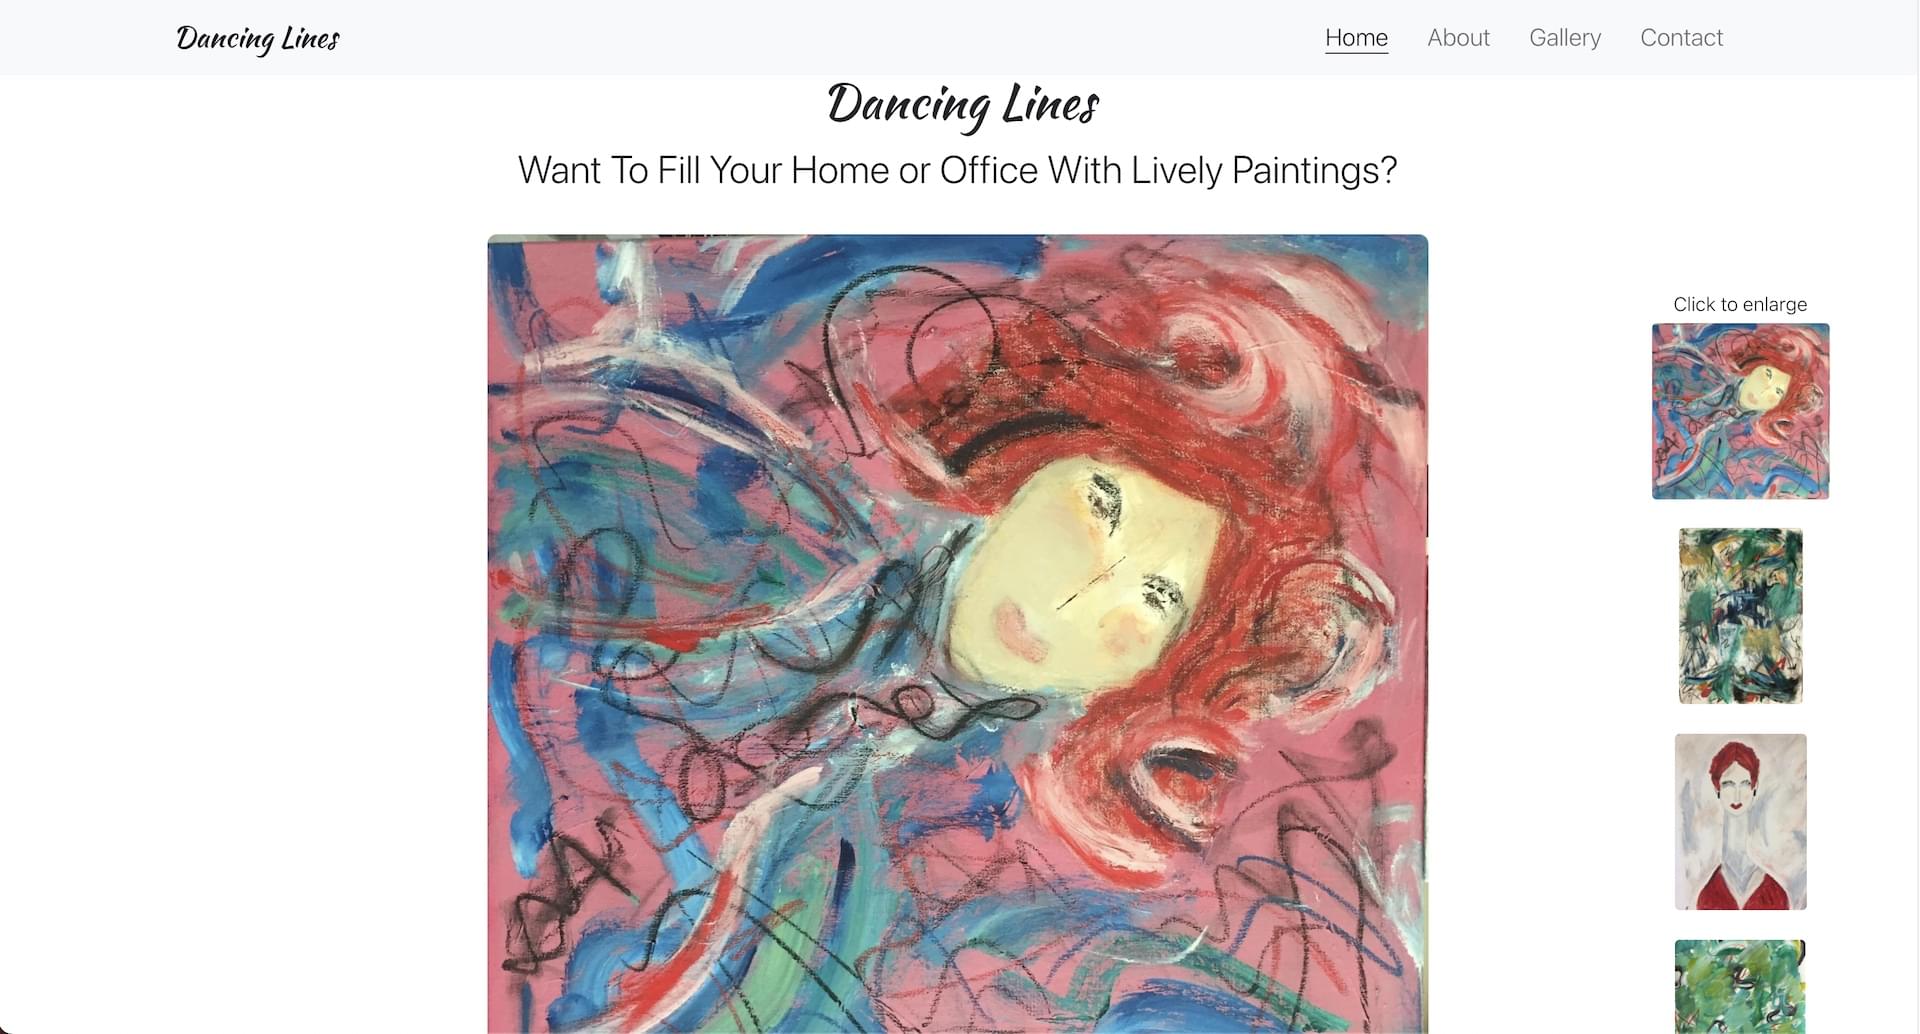 Dancing Lines
Home About Gallery Contact
Dancing Lines
Want To Fill Your Home or Office With Lively Paintings?
Click to enlarge